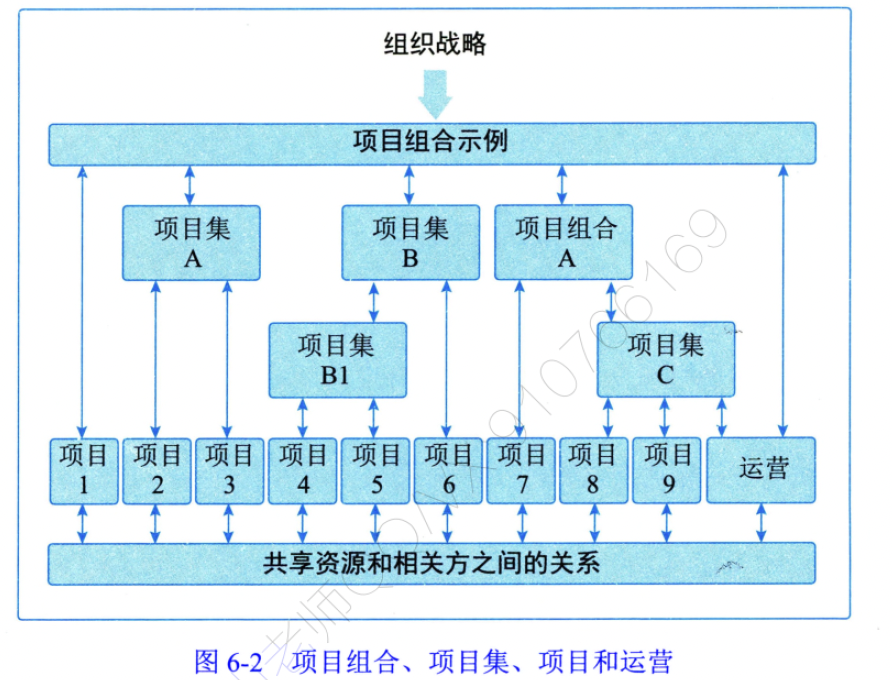 组织战略
项目组合示例
项目集
A
项目集
B
项目组合
A
项目集
B1
项目集
C
项目
1
项目
2
项目
3
项目
4
项目
5
项目
6
项目
7
项目
8
项目
9
运营
共享资源和相关方之间的关系
图 6-2 项目组合、项目集、项目和运营